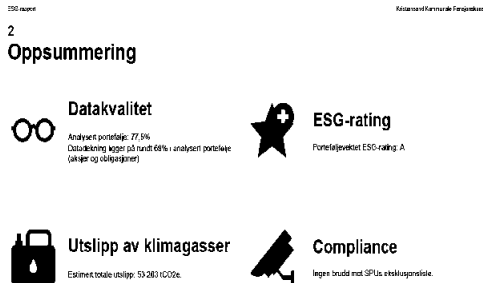 ESG-rapport
Kristiansand Kommunale Pensjonskasse
2
Oppsummering
Datakvalitet
Analysert portefølje: 77,5%
Datadekning ligger på rundt 68% i analysert portefølje
(aksjer og obligasjoner)
ESG-rating
Porteføljevektet ESG-rating: A
Utslipp av klimagasser
Estimert totale utslipp: 53 203 tCO2e.
Compliance
Ingen brudd mot SPUs eksklusjonsliste.